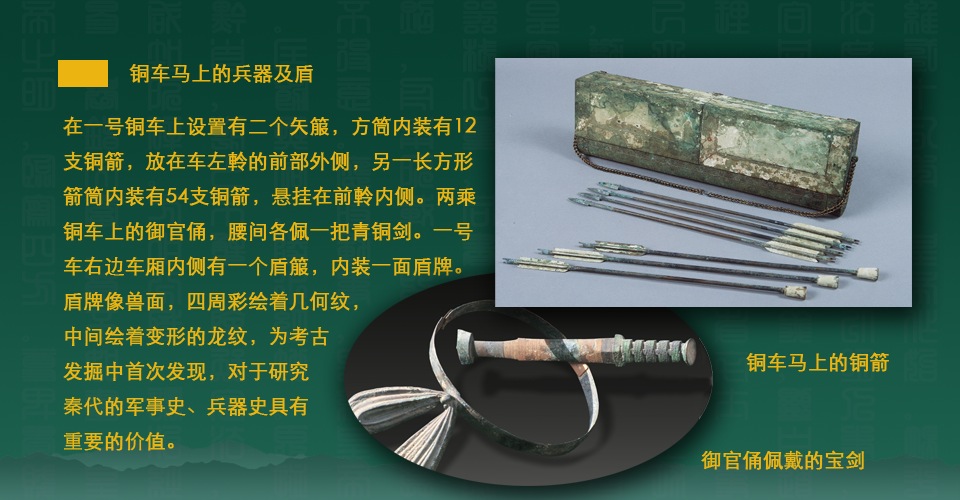 铜车马上的兵器及盾
在一号铜车上设置有二个矢箙，方筒内装有12
支铜箭，放在车左軨的前部外侧，另一长方形
箭筒内装有54支铜箭，悬挂在前軨内侧。两乘
铜车上的御官俑，腰间各佩一把青铜剑。一号
车右边车厢内侧有一个盾箙，内装一面盾牌。
盾牌像兽面，四周彩绘着几何纹，
中间绘着变形的龙纹，为考古
发掘中首次发现，对于研究
秦代的军事史、兵器史具有
重要的价值。
铜车马上的铜箭
御官俑佩戴的宝剑